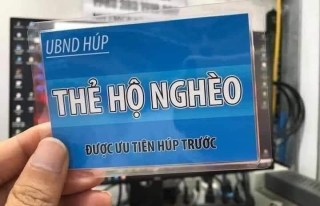 UBND HÚP
THẺ HỘ NGHÈO
ĐƯỢC ƯU TIÊN HÚP TRƯỚC